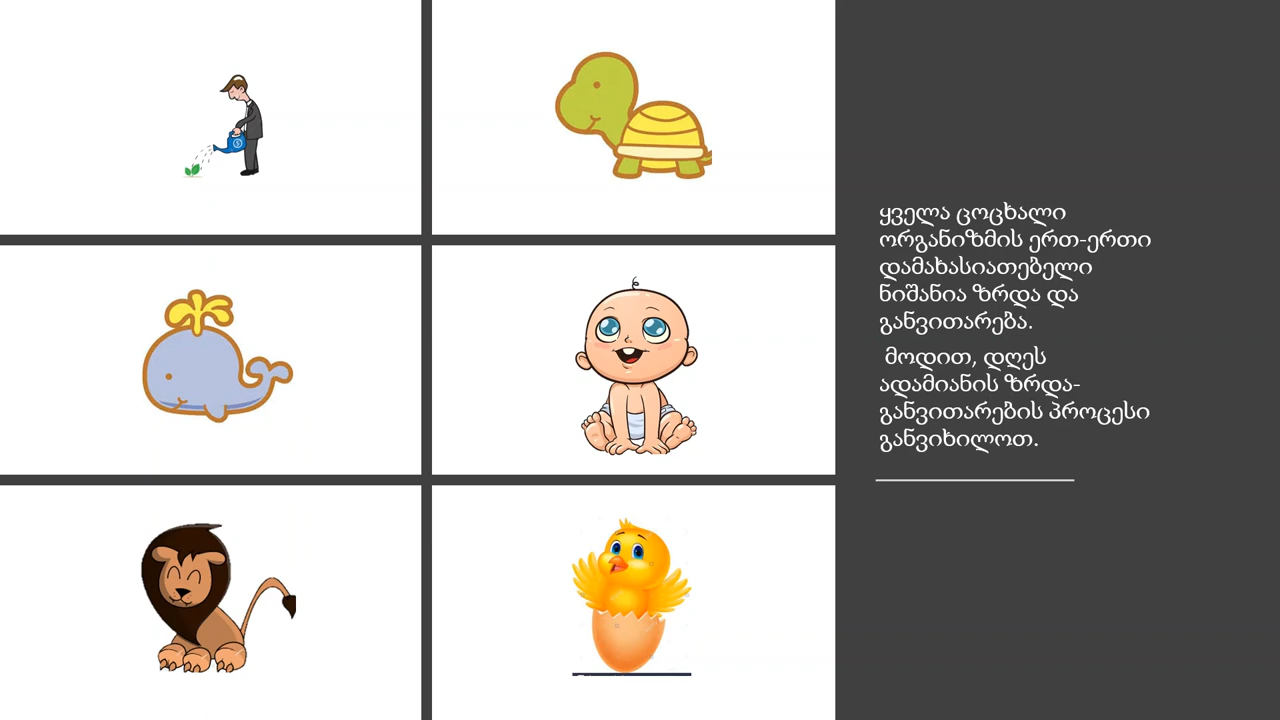 ყველა ცოცხალი
ორგანიზმის ერთ-ერთი
დამახასიათებელი
ნიშანია ზრდა და
განვითარება.
მოდით, დღეს
ადამიანის ზრდა-
განვითარების პროცესი
განვიხილოთ.